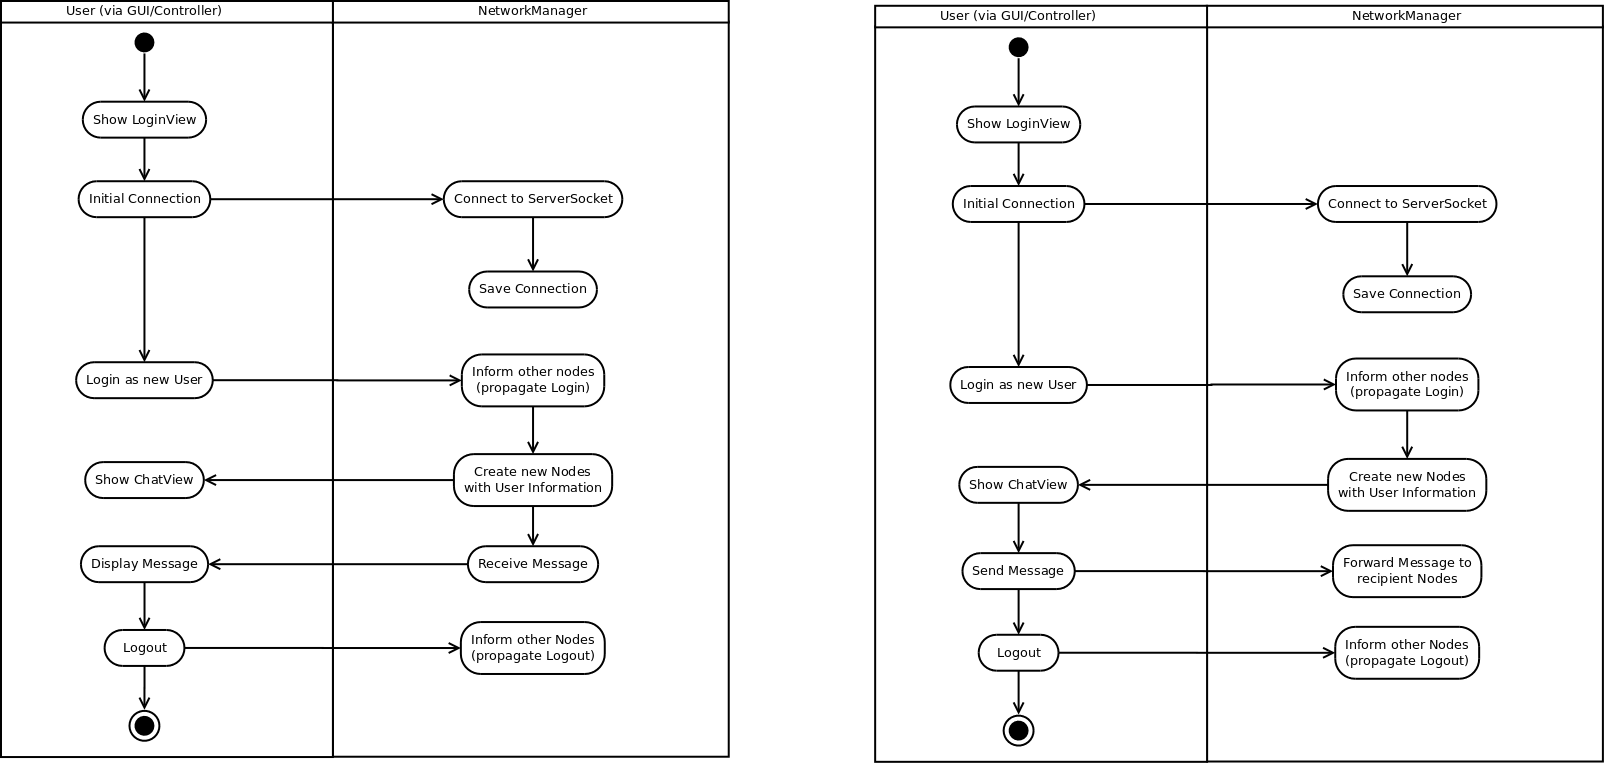 User (via GUI/Controller)
NetworkManager
Show LoginView
Initial Connection
Connect to ServerSocket
Save Connection
Login as new User
Inform other nodes
(propagate Login)
Show ChatView
Create new Nodes
with User Information
Display Message
Receive Message
Logout
Inform other Nodes
(propagate Logout)
User (via GUI/Controller)
NetworkManager
Show LoginView
Initial Connection
Connect to ServerSocket
Save Connection
Login as new User
Inform other nodes
(propagate Login)
Show ChatView
Create new Nodes
with User Information
Send Message
Forward Message to
recipient Nodes
Logout
Inform other Nodes
(propagate Logout)